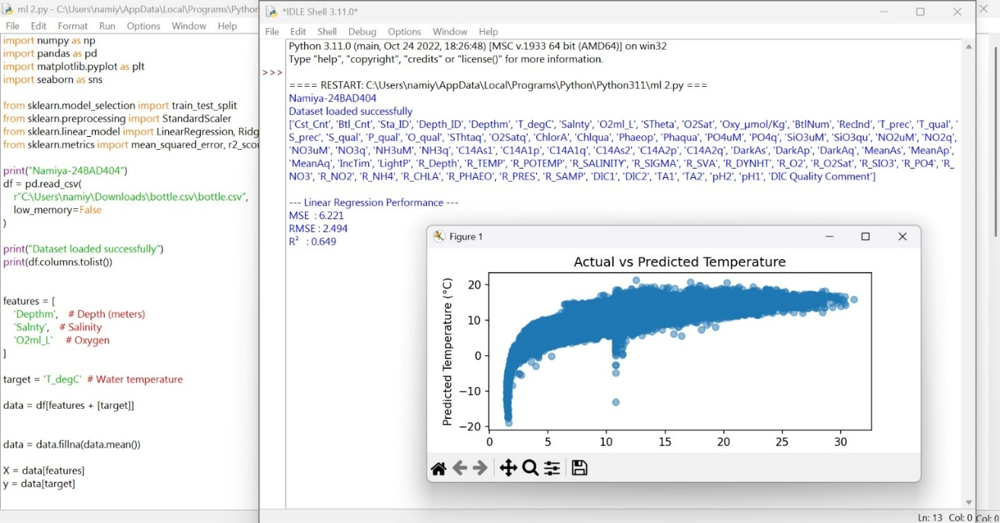 ml 2.py - C:\Users\namiy\AppData\Local\Programs\Python
File Edit Format Run Options Window Help
import numpy as np
import pandas as pd
import matplotlib.pyplot as plt
import seaborn as sns
from sklearn.model_selection import train_test_split
from sklearn.preprocessing import StandardScaler
from sklearn.linear_model import LinearRegression, Ridg
from sklearn.metrics import mean_squared_error, r2_scor
print("Namiya-24BAD404")
df = pd.read_csv(
r"C:\Users\namiy\Downloads\bottle.csv\bottle.csv",
low_memory=False
)
print("Dataset loaded successfully")
print(df.columns.tolist())
features = [
'Depthm', # Depth (meters)
'Salnty', # Salinity
'O2ml_L' # Oxygen
]
target = 'T_degC' # Water temperature
data = df[features + [target]]
data = data.fillna(data.mean())
X = data[features]
y = data[target]
*IDLE Shell 3.11.0*
File Edit Shell Debug Options Window Help
Python 3.11.0 (main, Oct 24 2022, 18:26:48) [MSC v.1933 64 bit (AMD64)] on win32
Type "help", "copyright", "credits" or "license()" for more information.
>>>
==== RESTART: C:\Users\namiy\AppData\Local\Programs\Python\Python311\ml 2.py ===
Namiya-24BAD404
Dataset loaded successfully
['Cst_Cnt', 'Btl_Cnt', 'Sta_ID', 'Depth_ID', 'Depthm', 'T_degC', 'Salnty', 'O2ml_L', 'STheta', 'O2Sat', 'Oxy_µmol/Kg', 'BtlNum', 'RecInd', 'T_prec', 'T_qual', '
S_prec', 'S_qual', 'P_qual', 'O_qual', 'SThtaq', 'O2Satq', 'ChlorA', 'Chlqua', 'Phaeop', 'Phaqua', 'PO4uM', 'PO4q', 'SiO3uM', 'SiO3qu', 'NO2uM', 'NO2q',
'NO3uM', 'NO3q', 'NH3uM', 'NH3q', 'C14As1', 'C14A1p', 'C14A1q', 'C14As2', 'C14A2p', 'C14A2q', 'DarkAs', 'DarkAp', 'DarkAq', 'MeanAs', 'MeanAp',
'MeanAq', 'IncTim', 'LightP', 'R_Depth', 'R_TEMP', 'R_POTEMP', 'R_SALINITY', 'R_SIGMA', 'R_SVA', 'R_DYNHT', 'R_O2', 'R_O2Sat', 'R_SIO3', 'R_PO4', 'R_
NO3', 'R_NO2', 'R_NH4', 'R_CHLA', 'R_PHAEO', 'R_PRES', 'R_SAMP', 'DIC1', 'DIC2', 'TA1', 'TA2', 'pH2', 'pH1', 'DIC Quality Comment']
--- Linear Regression Performance ---
MSE : 6.221
RMSE : 2.494
R² : 0.649
Figure 1
Actual vs Predicted Temperature
Predicted Temperature (°C)
20
10
0
−10
−20
0 5 10 15 20 25 30
Ln: 13 Col: 0
Col: 0